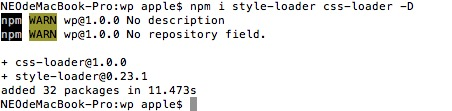 NEOdeMacBook-Pro:wp apple$ npm i style-loader css-loader -D
npm WARN wp@1.0.0 No description
npm WARN wp@1.0.0 No repository field.
+ css-loader@1.0.0
+ style-loader@0.23.1
added 32 packages in 11.473s
NEOdeMacBook-Pro:wp apple$